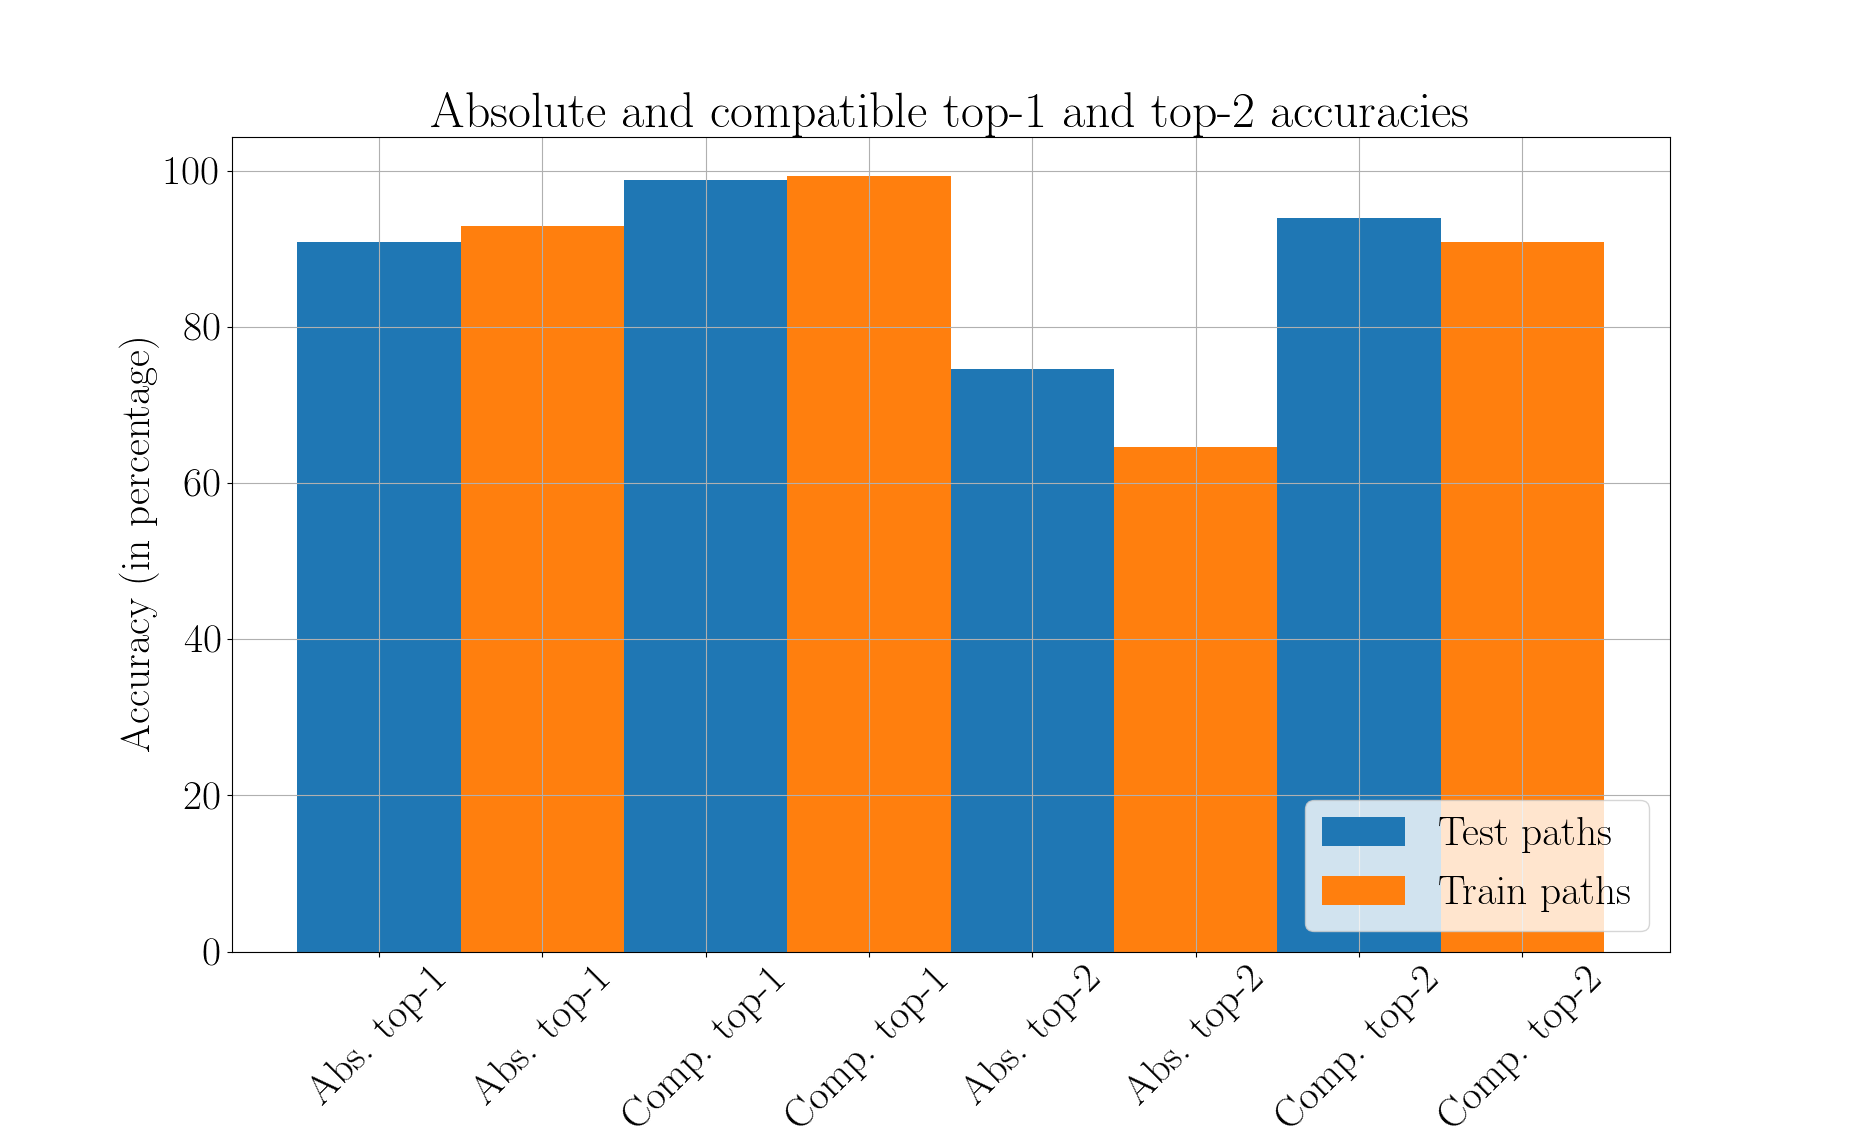 Absolute and compatible top-1 and top-2 accuracies
Accuracy (in percentage)
100
80
60
40
20
0
Test paths
Train paths
Abs. top-1
Abs. top-1
Comp. top-1
Comp. top-1
Abs. top-2
Abs. top-2
Comp. top-2
Comp. top-2